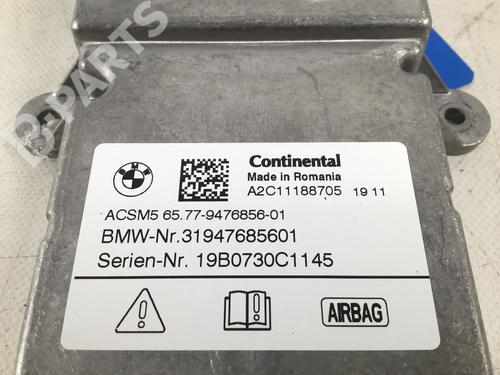 B-PARTS
Continental
Made in Romania
A2C11188705 19 11
ACSM5 65.77-9476856-01
BMW-Nr.31947685601
Serien-Nr. 19B0730C1145
AIRBAG
B-PARTS